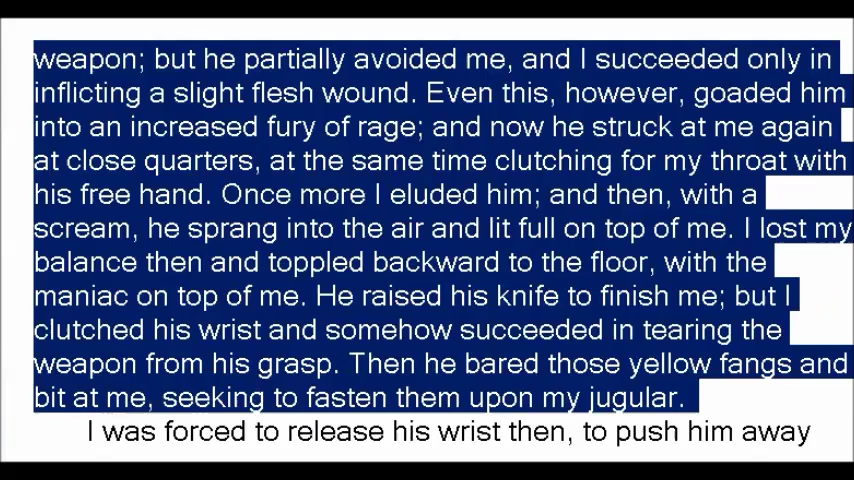 weapon; but he partially avoided me, and I succeeded only in
inflicting a slight flesh wound. Even this, however, goaded him
into an increased fury of rage; and now he struck at me again
at close quarters, at the same time clutching for my throat with
his free hand. Once more I eluded him; and then, with a
scream, he sprang into the air and lit full on top of me. I lost my
balance then and toppled backward to the floor, with the
maniac on top of me. He raised his knife to finish me; but I
clutched his wrist and somehow succeeded in tearing the
weapon from his grasp. Then he bared those yellow fangs and
bit at me, seeking to fasten them upon my jugular.
I was forced to release his wrist then, to push him away